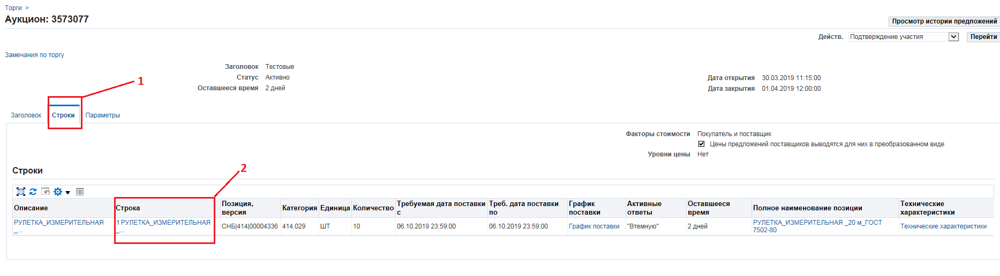 Торги >
Аукцион: 3573077
Просмотр истории предложений
Действ. Подтверждение участия Перейти
Замечания по торгу
Заголовок Тестовые
Статус Активно
Оставшееся время 2 дней
Дата открытия 30.03.2019 11:15:00
Дата закрытия 01.04.2019 12:00:00
1
Заголовок Строки Параметры
Факторы стоимости Покупатель и поставщик
Цены предложений поставщиков выводятся для них в преобразованном виде
Уровни цены Нет
2
Строки
Описание Строка Позиция, версия Категория Единица Количество Требуемая дата поставки с Треб. дата поставки по График поставки Активные ответы Оставшееся время Полное наименование позиции Технические характеристики
РУЛЕТКА_ИЗМЕРИТЕЛЬНАЯ _... 1 РУЛЕТКА_ИЗМЕРИТЕЛЬНАЯ _... СНБ|414|00004336 414.029 ШТ 10 06.10.2019 23:59:00 06.10.2019 23:59:00 График поставки "Втемную" 2 дней РУЛЕТКА_ИЗМЕРИТЕЛЬНАЯ _20 м_ГОСТ 7502-80 Технические характеристики